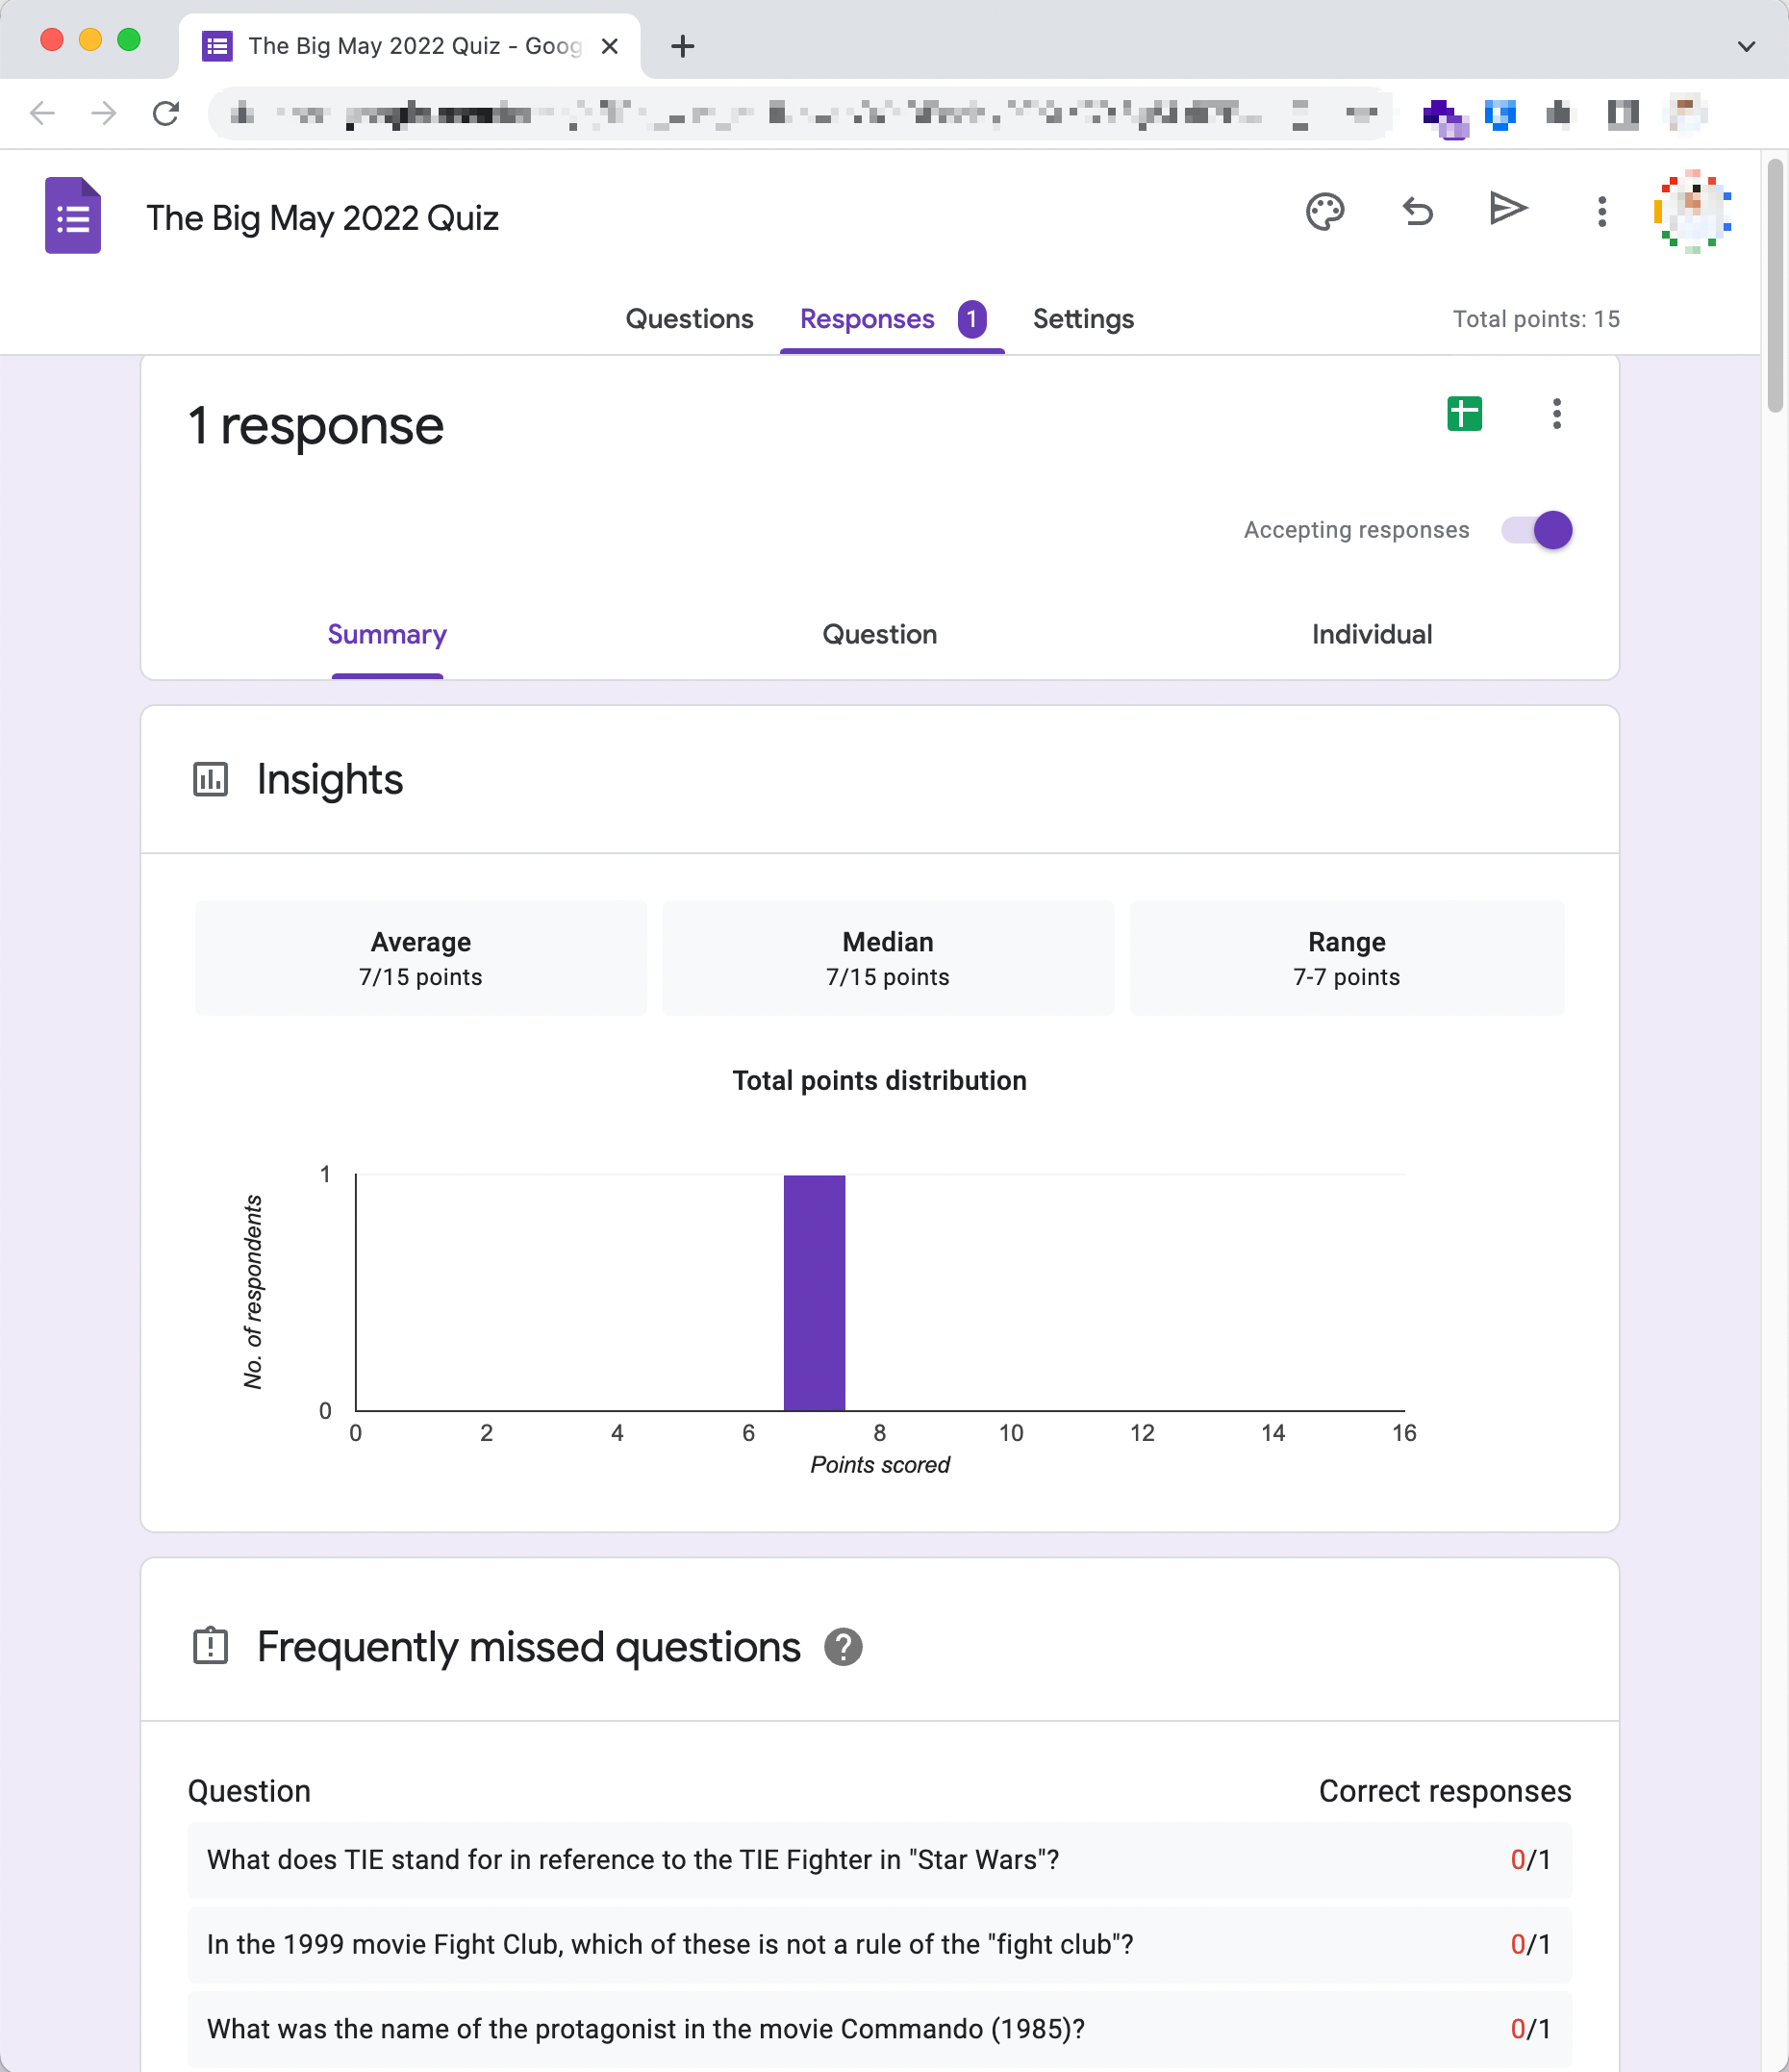 The Big May 2022 Quiz - Goog
The Big May 2022 Quiz
Questions
Responses 1
Settings
Total points: 15
1 response
Accepting responses
Summary
Question
Individual
Insights
Average
7/15 points
Median
7/15 points
Range
7-7 points
Total points distribution
1
No. of respondents
0
0 2 4 6 8 10 12 14 16
Points scored
Frequently missed questions ?
Question
Correct responses
What does TIE stand for in reference to the TIE Fighter in "Star Wars"?
0/1
In the 1999 movie Fight Club, which of these is not a rule of the "fight club"?
0/1
What was the name of the protagonist in the movie Commando (1985)?
0/1